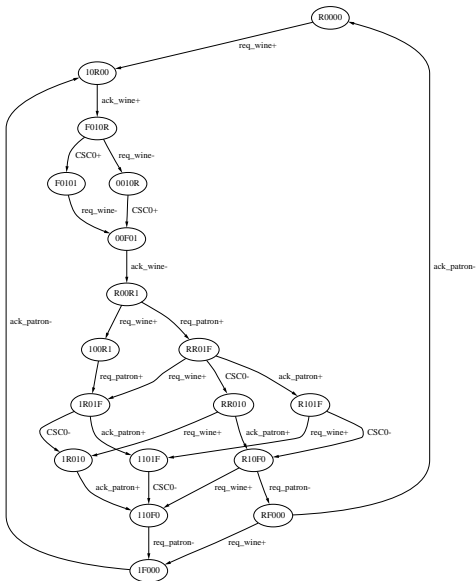 R0000
req_wine+
10R00
ack_wine+
F010R
CSC0+
req_wine-
F0101
0010R
req_wine-
CSC0+
00F01
ack_wine-
R00R1
ack_patron-
req_wine+
req_patron+
ack_patron-
100R1
RR01F
req_patron+
req_wine+
CSC0-
ack_patron+
1R01F
RR010
R101F
CSC0-
ack_patron+
ack_patron+
req_wine+
CSC0-
1R010
1101F
R10F0
ack_patron+
CSC0-
req_wine+
req_patron-
110F0
RF000
req_patron-
req_wine+
1F000